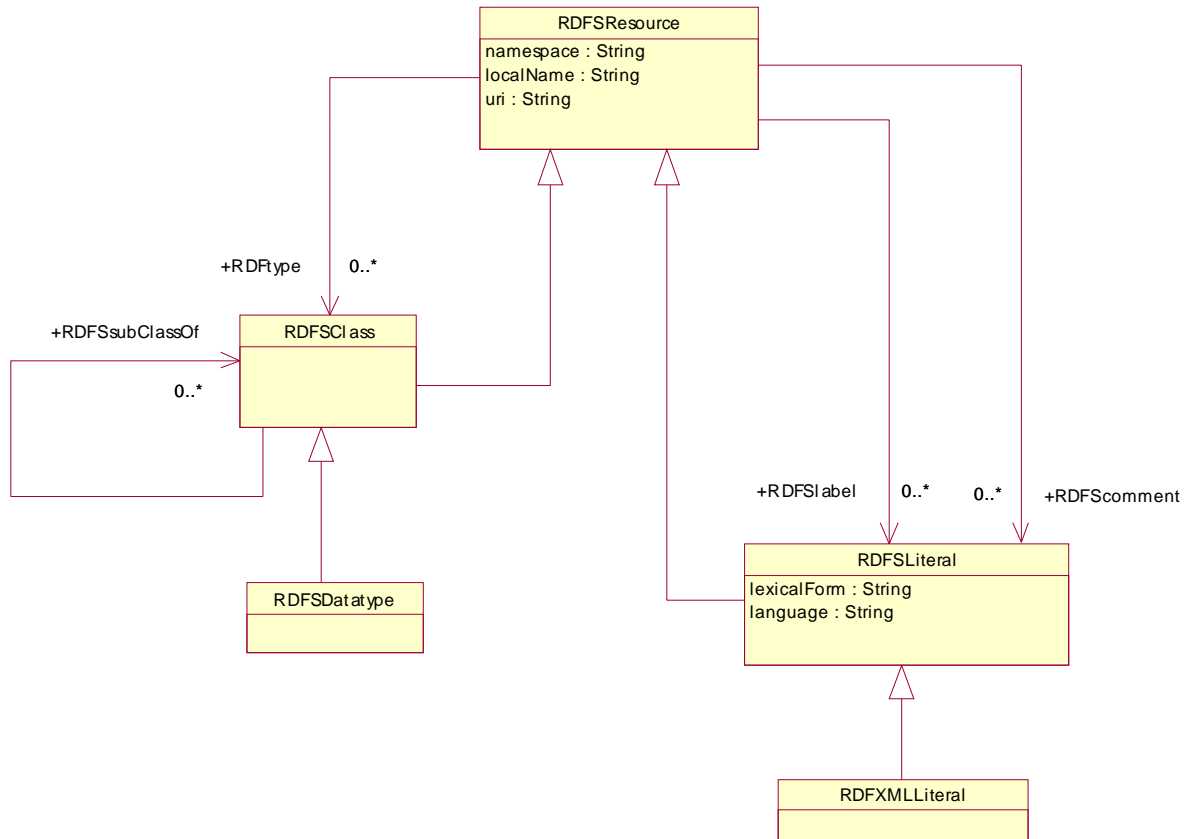 RDFSResource
namespace : String
localName : String
uri : String
+RDFtype 0..*
+RDFSsubClassOf
RDFSClass
0..*
+RDFSlabel 0..* 0..* +RDFScomment
RDFSLiteral
lexicalForm : String
language : String
RDFSDatatype
RDFXMLLiteral